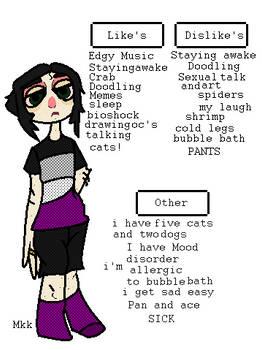 Like's
Edgy Music
Stayingawake
Crab
Doodling
Memes
sleep
bioshock
drawingoc's
talking
cats!
Dislike's
Staying awake
Doodling
Sexual talk
andart
spiders
my laugh
shrimp
cold legs
bubble bath
PANTS
Other
i have five cats
and twodogs
I have Mood
disorder
i'm allergic
to bubble bath
i get sad easy
Pan and ace
SICK
Mkk